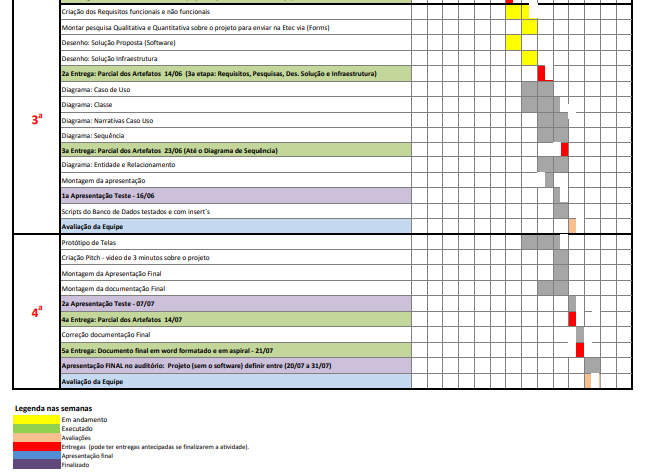 Criação dos Requisitos funcionais e não funcionais
Montar pesquisa Qualitativa e Quantitativa sobre o projeto para enviar na Etec via (Forms)
Desenho: Solução Proposta (Software)
Desenho: Solução Infraestrutura
2a Entrega: Parcial dos Artefatos 14/06 (3a etapa: Requisitos, Pesquisas, Des. Solução e Infraestrutura)
Diagrama: Caso de Uso
Diagrama: Classe
3ª
Diagrama: Narrativas Caso Uso
Diagrama: Sequência
3a Entrega: Parcial dos Artefatos 23/06 (Até o Diagrama de Sequência)
Diagrama: Entidade e Relacionamento
Montagem da apresentação
1a Apresentação Teste - 16/06
Scripts do Banco de Dados testados e com insert´s
Avaliação da Equipe
Protótipo de Telas
Criação Pitch - video de 3 minutos sobre o projeto
Montagem da Apresentação Final
Montagem da documentação Final
2a Apresentação Teste - 07/07
4ª
4a Entrega: Parcial dos Artefatos 14/07
Correção documentação Final
5a Entrega: Documento final em word formatado e em aspiral - 21/07
Apresentação FINAL no auditório: Projeto (sem o software) definir entre (20/07 a 31/07)
Avaliação da Equipe
Legenda nas semanas
Em andamento
Executado
Avaliações
Entregas (pode ter entregas antecipadas se finalizarem a atividade).
Apresentação final
Finalizado